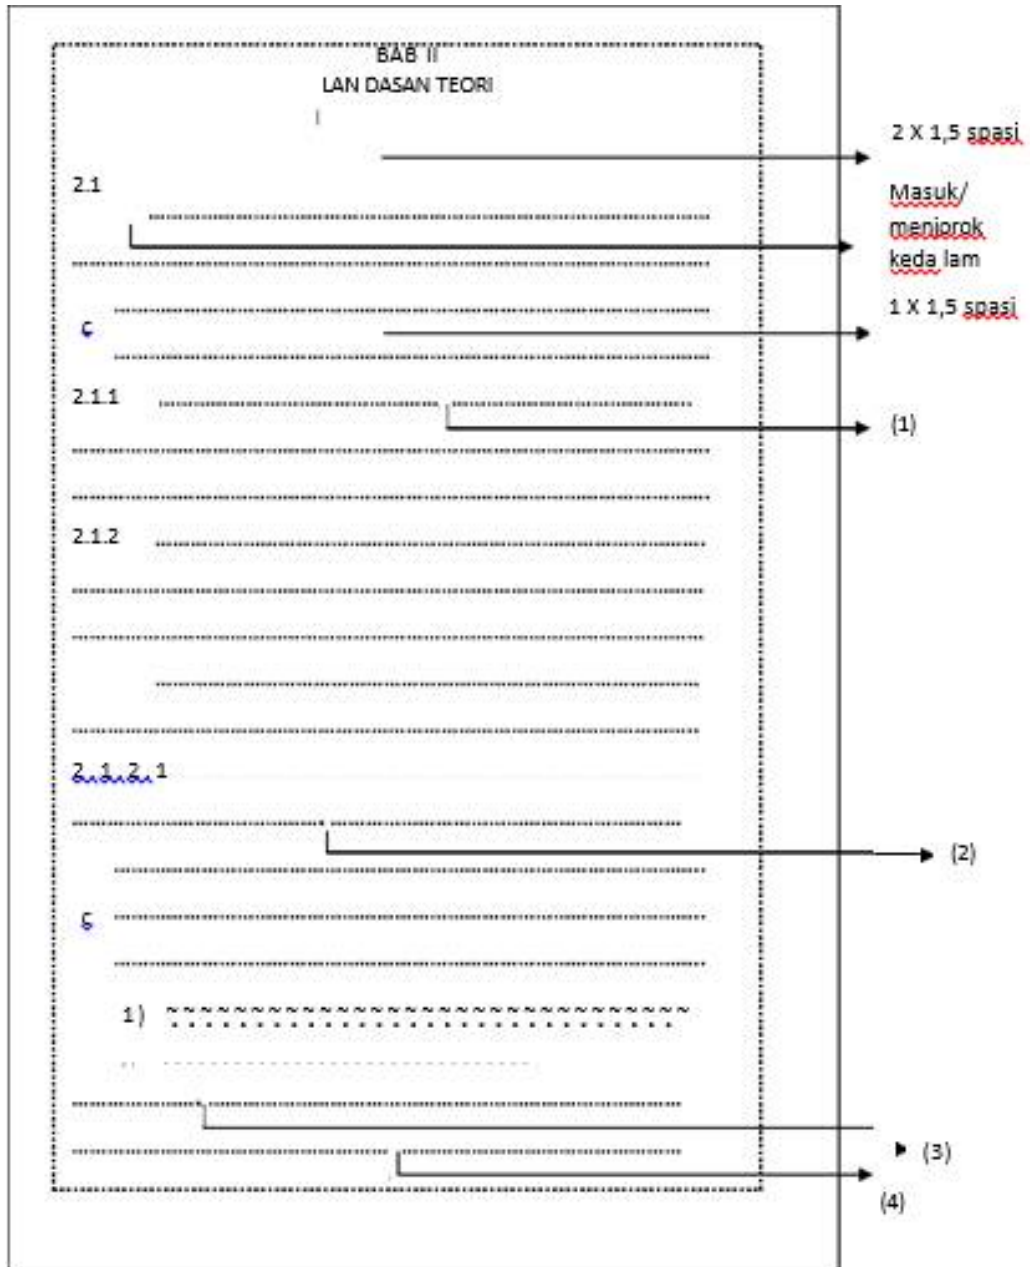 BAB II
LAN DASAN TEORI
2 X 1,5 spasi
2.1
Masuk/
meniorok
keda lam
1 X 1,5 spasi
2.1.1
(1)
2.1.2
2. 1. 2. 1
(2)
1)
(3)
(4)